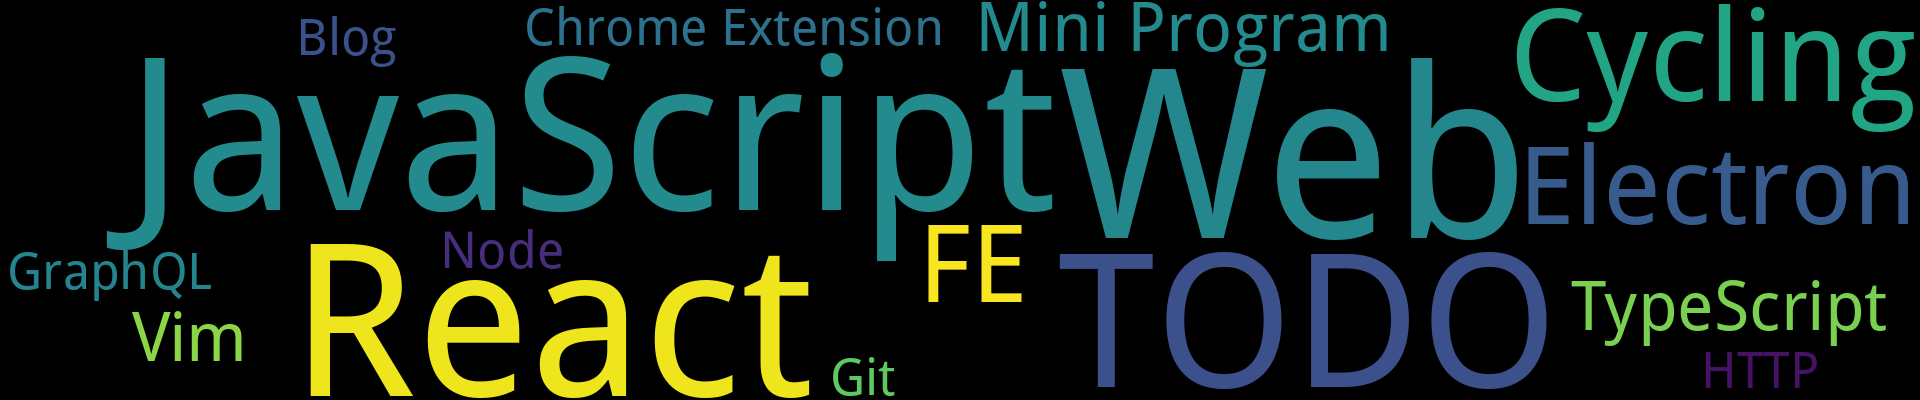 Blog
Chrome Extension
Mini Program
Cycling
JavaScript
Web
Electron
GraphQL
Node
FE
TODO
TypeScript
Vim
React
Git
HTTP